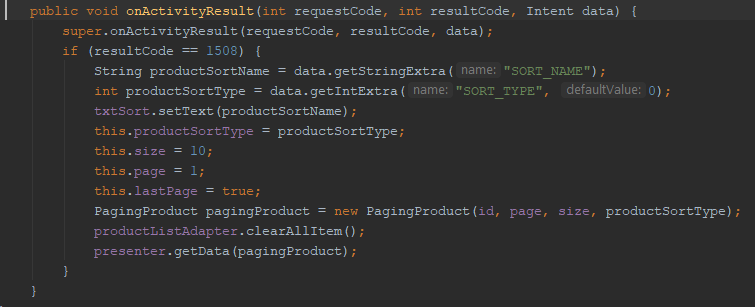 public void onActivityResult(int requestCode, int resultCode, Intent data) {
    super.onActivityResult(requestCode, resultCode, data);
    if (resultCode == 1508) {
        String productSortName = data.getStringExtra( name: "SORT_NAME");
        int productSortType = data.getIntExtra( name: "SORT_TYPE", defaultValue: 0);
        txtSort.setText(productSortName);
        this.productSortType = productSortType;
        this.size = 10;
        this.page = 1;
        this.lastPage = true;
        PagingProduct pagingProduct = new PagingProduct(id, page, size, productSortType);
        productListAdapter.clearAllItem();
        presenter.getData(pagingProduct);
    }
}